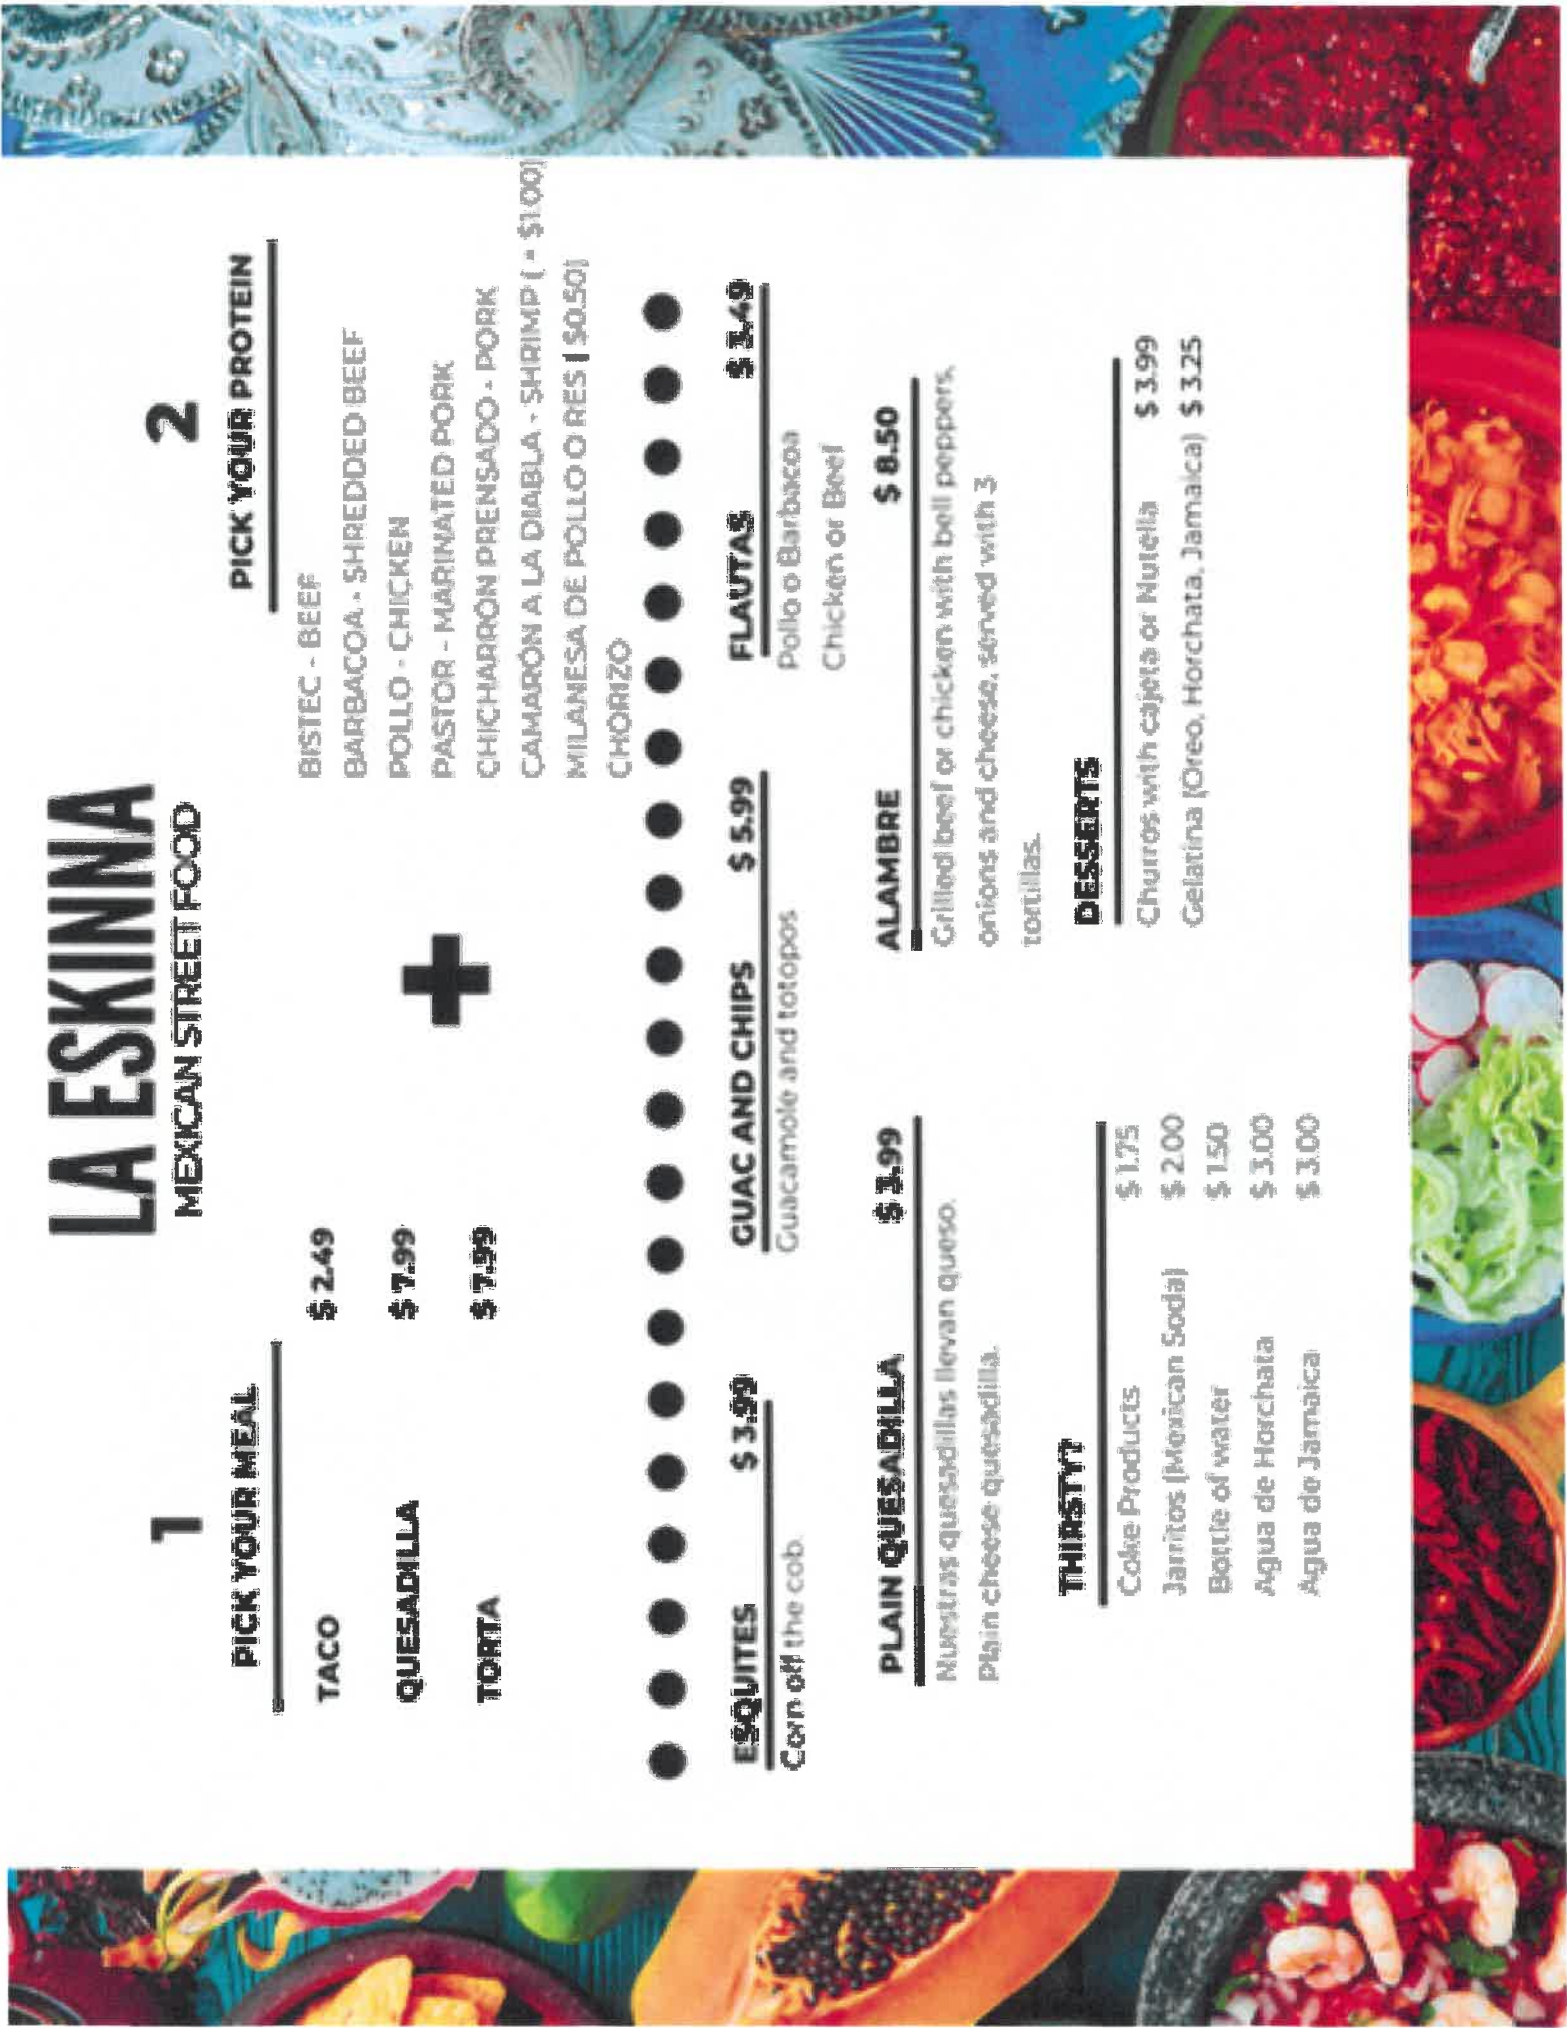 LA ESKINNA
MEXICAN STREET FOOD
1
PICK YOUR MEAL
TACO $ 2.49
QUESADILLA $ 7.99
TORTA $ 7.99
+
2
PICK YOUR PROTEIN
BISTEC - BEEF
BARBACOA - SHREDDED BEEF
POLLO - CHICKEN
PASTOR - MARINATED PORK
CHICHARRÓN PRENSADO - PORK
CAMARÓN A LA DIABLA - SHRIMP ( + $1.00)
MILANESA DE POLLO O RES ( $0.50)
CHORIZO
ESQUITES $ 3.99
Corn off the cob.
GUAC AND CHIPS $ 5.99
Guacamole and totopos
FLAUTAS $ 3.49
Pollo o Barbacoa
Chicken or Beef
PLAIN QUESADILLA $ 3.99
Nuestras quesadillas llevan queso.
Plain cheese quesadilla.
ALAMBRE $ 8.50
Grilled beef or chicken with bell peppers,
onions and cheese, served with 3
tortillas.
THIRSTY?
Coke Products $ 1.75
Jarritos (Mexican Soda) $ 2.00
Bottle of water $ 1.50
Agua de Horchata $ 3.00
Agua de Jamaica $ 3.00
DESSERTS
Churros with cajeta or Nutella $ 3.99
Gelatina (Oreo, Horchata, Jamaica) $ 3.25